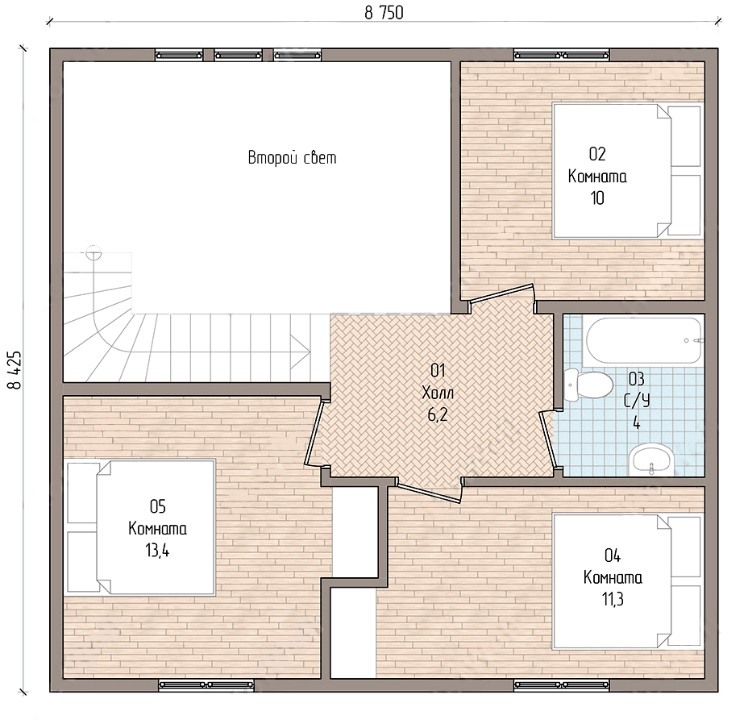 8 750
Второй свет
02
Комната
10
8 425
01
Холл
6,2
03
С/У
4
05
Комната
13,4
04
Комната
11,3